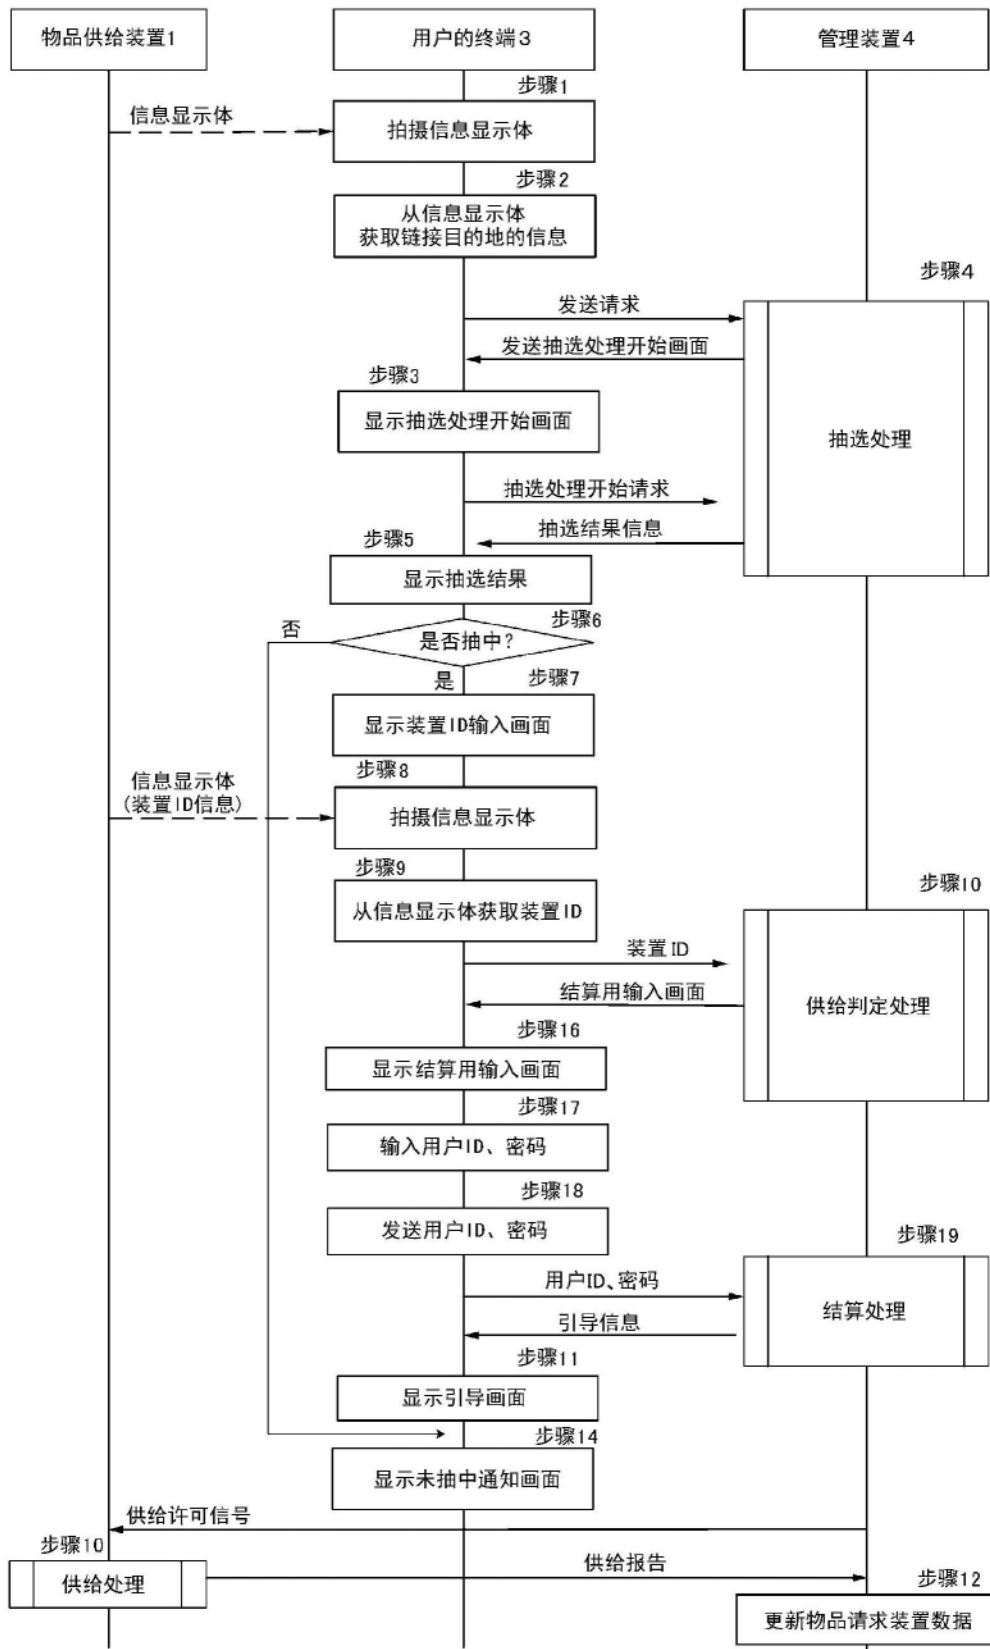 物品供给装置1
用户的终端3
管理装置4
步骤1
信息显示体
拍摄信息显示体
步骤2
从信息显示体
获取链接目的地的信息
步骤4
发送请求
发送抽选处理开始画面
步骤3
显示抽选处理开始画面
抽选处理
抽选处理开始请求
抽选结果信息
步骤5
显示抽选结果
步骤6
否
是否抽中?
是
步骤7
显示装置ID输入画面
步骤8
信息显示体
(装置ID信息)
拍摄信息显示体
步骤9
从信息显示体获取装置ID
步骤10
装置ID
结算用输入画面
供给判定处理
步骤16
显示结算用输入画面
步骤17
输入用户ID、密码
步骤18
发送用户ID、密码
步骤19
用户ID、密码
结算处理
引导信息
步骤11
显示引导画面
步骤14
显示未抽中通知画面
供给许可信号
步骤10
供给处理
供给报告
步骤12
更新物品请求装置数据